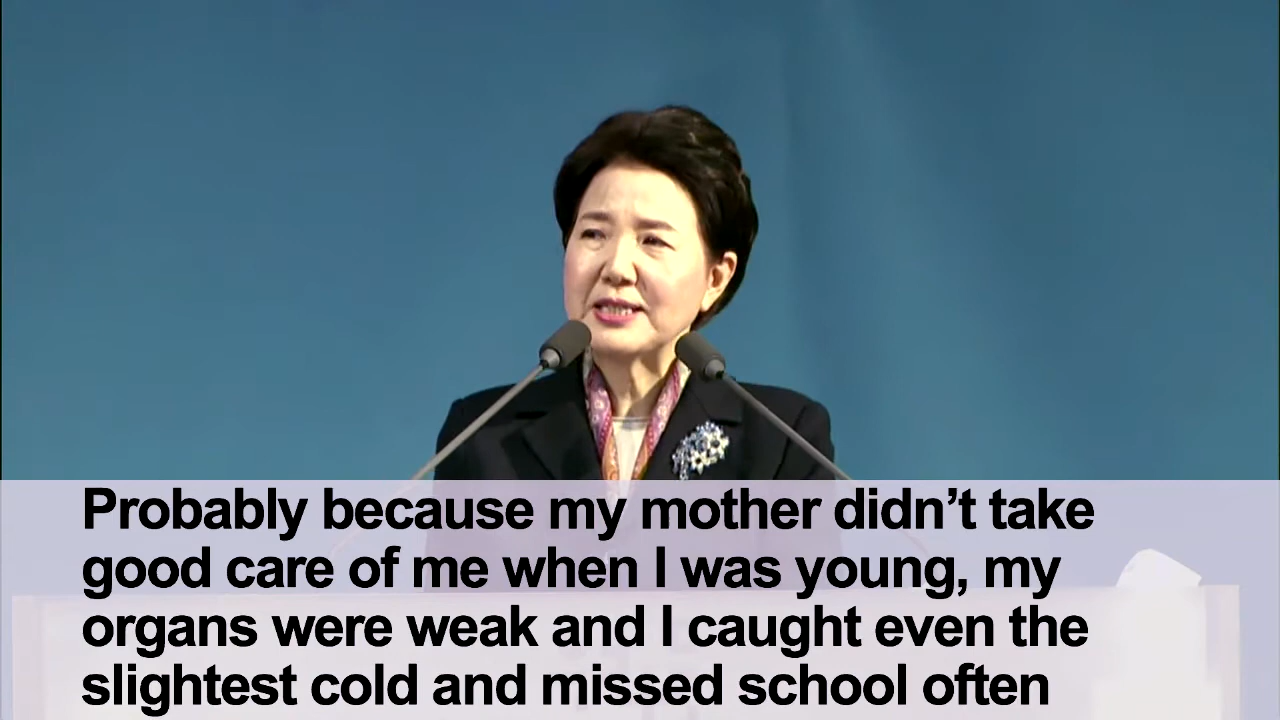 Probably because my mother didn’t take
good care of me when I was young, my
organs were weak and I caught even the
slightest cold and missed school often